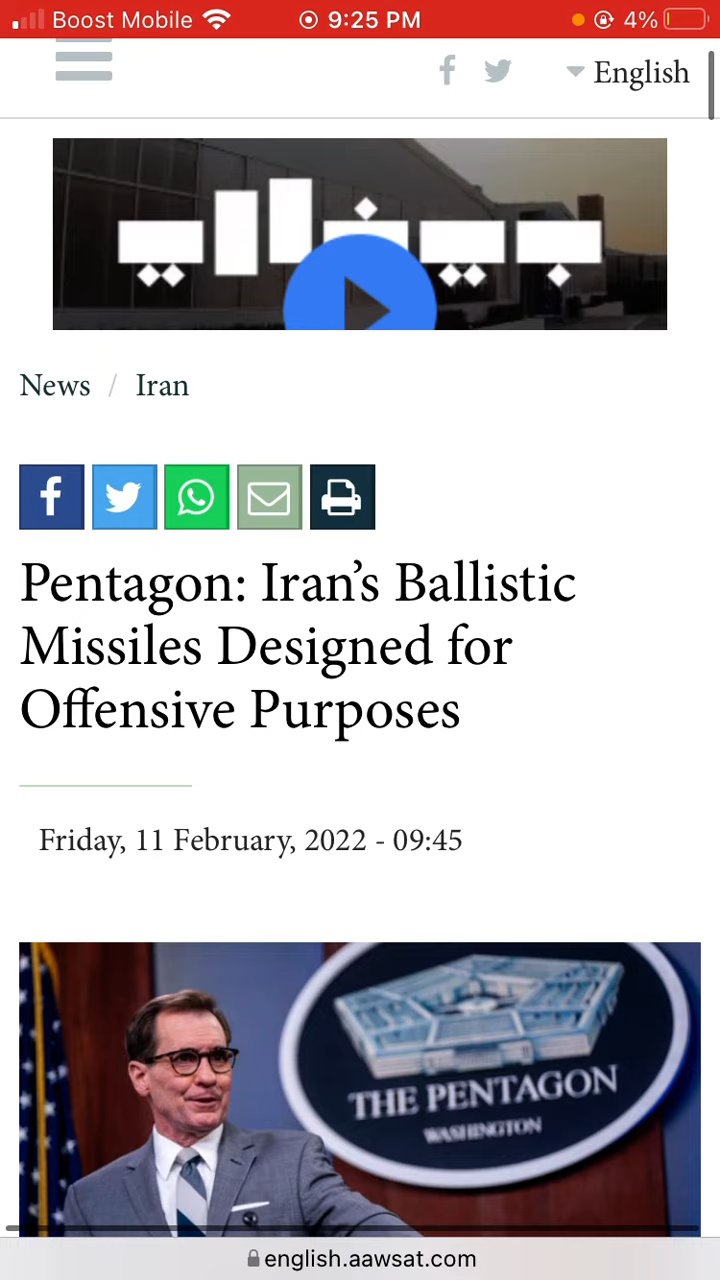 Boost Mobile 9:25 PM 4%
English
News / Iran
Pentagon: Iran’s Ballistic
Missiles Designed for
Offensive Purposes
Friday, 11 February, 2022 - 09:45
THE PENTAGON
WASHINGTON
english.aawsat.com